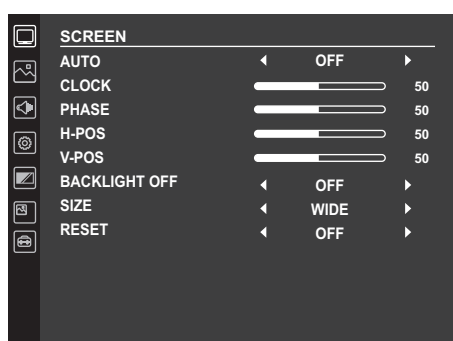 SCREEN
AUTO OFF
CLOCK 50
PHASE 50
H-POS 50
V-POS 50
BACKLIGHT OFF OFF
SIZE WIDE
RESET OFF